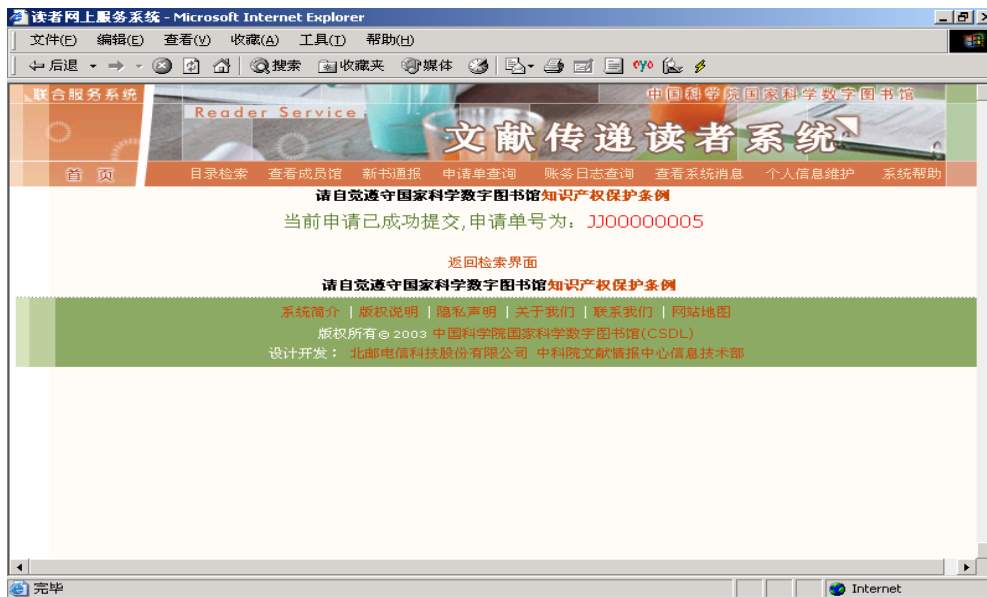 读者网上服务系统 - Microsoft Internet Explorer
文件(F) 编辑(E) 查看(V) 收藏(A) 工具(T) 帮助(H)
后退 搜索 收藏夹 媒体
联合服务系统 中国科学院国家科学数字图书馆
Reader Service
文献传递读者系统
首 页 目录检索 查看成员馆 新书通报 申请单查询 账务日志查询 查看系统消息 个人信息维护 系统帮助
请自觉遵守国家科学数字图书馆知识产权保护条例
当前申请已成功提交,申请单号为：JJ00000005
返回检索界面
请自觉遵守国家科学数字图书馆知识产权保护条例
系统简介 | 版权说明 | 隐私声明 | 关于我们 | 联系我们 | 网站地图
版权所有© 2003 中国科学院国家科学数字图书馆(CSDL)
设计开发： 北邮电信科技股份有限公司 中科院文献情报中心信息技术部
完毕 Internet